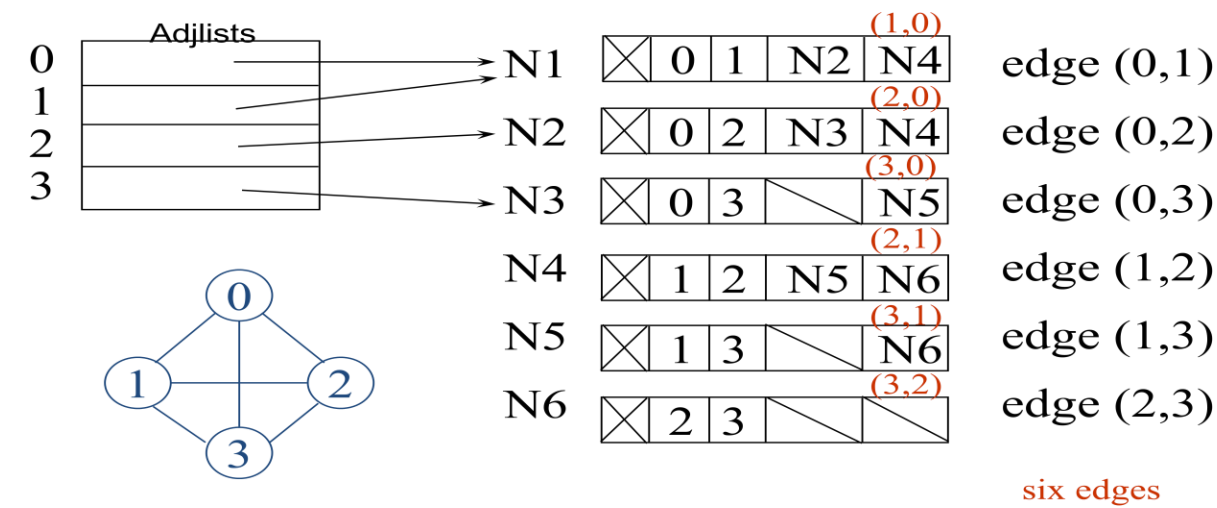 Adjlists
0
1
2
3
(1,0)
N1 0 1 N2 N4 edge (0,1)
(2,0)
N2 0 2 N3 N4 edge (0,2)
(3,0)
N3 0 3 N5 edge (0,3)
(2,1)
N4 1 2 N5 N6 edge (1,2)
(3,1)
N5 1 3 N6 edge (1,3)
(3,2)
N6 2 3 edge (2,3)
0
1 2
3
six edges